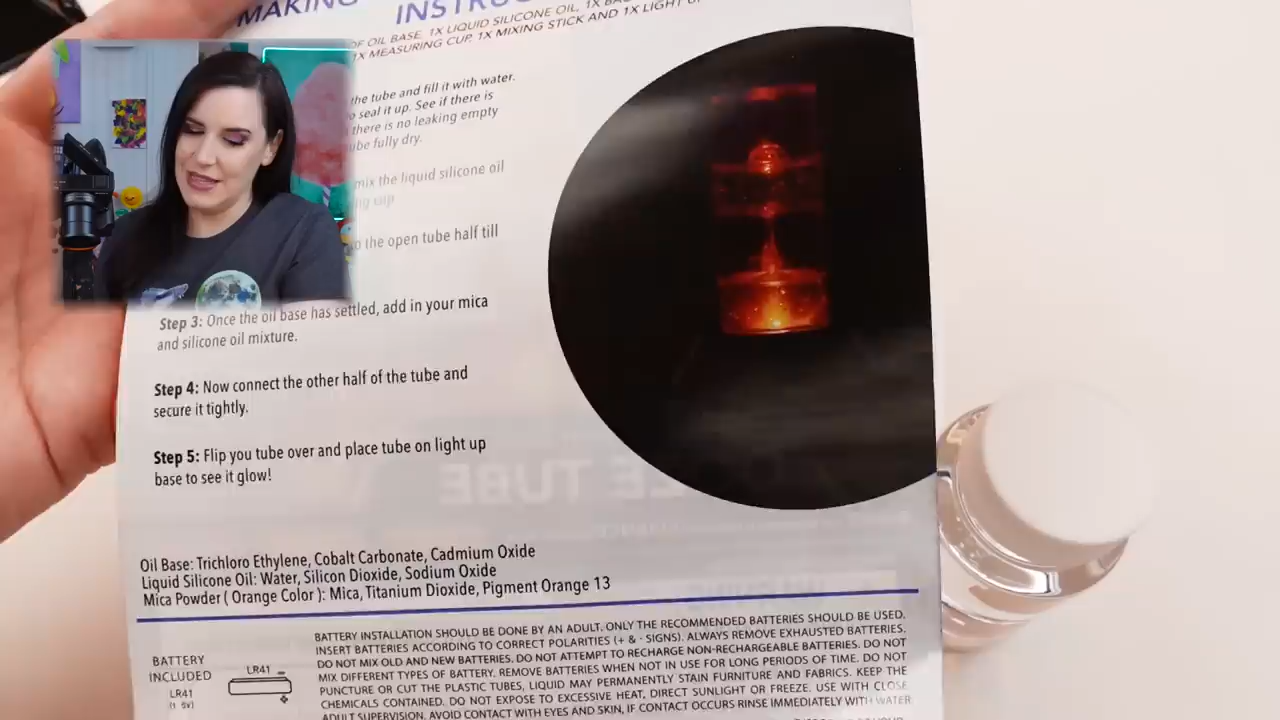 MAKING
OF OIL BASE, 1X LIQUID SILICONE OIL, 1X
1X MEASURING CUP, 1X MIXING STICK AND 1X LIGHT
the tube and fill it with water.
o seal it up. See if there is
there is no leaking empty
ube fully dry.
mix the liquid silicone oil
cup
o the open tube half till
Step 3: Once the oil base has settled, add in your mica
and silicone oil mixture.
Step 4: Now connect the other half of the tube and
secure it tightly.
Step 5: Flip you tube over and place tube on light up
base to see it glow!
TUBE
Oil Base: Trichloro Ethylene, Cobalt Carbonate, Cadmium Oxide
Liquid Silicone Oil: Water, Silicon Dioxide, Sodium Oxide
Mica Powder ( Orange Color ): Mica, Titanium Dioxide, Pigment Orange 13
BATTERY
INCLUDED
LR41
(1.5V)
LR41
BATTERY INSTALLATION SHOULD BE DONE BY AN ADULT. ONLY THE RECOMMENDED BATTERIES SHOULD BE USED.
INSERT BATTERIES ACCORDING TO CORRECT POLARITIES (+ & - SIGNS). ALWAYS REMOVE EXHAUSTED BATTERIES.
DO NOT MIX OLD AND NEW BATTERIES. DO NOT ATTEMPT TO RECHARGE NON-RECHARGEABLE BATTERIES. DO NOT
MIX DIFFERENT TYPES OF BATTERY. REMOVE BATTERIES WHEN NOT IN USE FOR LONG PERIODS OF TIME. DO NOT
PUNCTURE OR CUT THE PLASTIC TUBES, LIQUID MAY PERMANENTLY STAIN FURNITURE AND FABRICS. KEEP THE
CHEMICALS CONTAINED. DO NOT EXPOSE TO EXCESSIVE HEAT, DIRECT SUNLIGHT OR FREEZE. USE WITH CLOSE
ADULT SUPERVISION. AVOID CONTACT WITH EYES AND SKIN, IF CONTACT OCCURS RINSE IMMEDIATELY WITH WATER